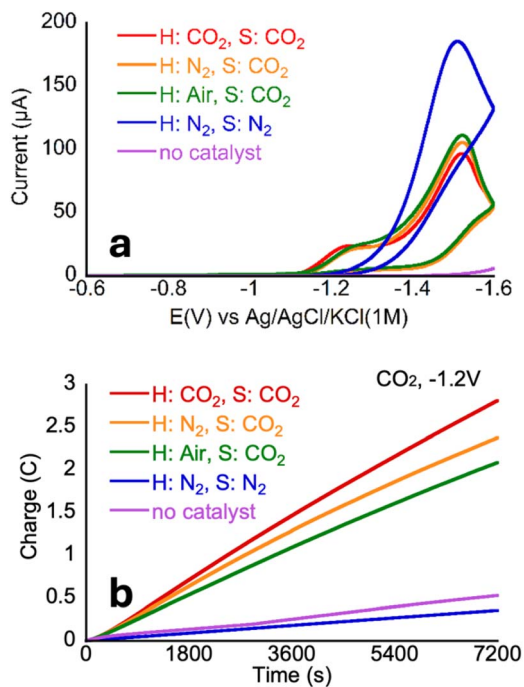 200
150
100
50
0
Current (µA)
H: CO₂, S: CO₂
H: N₂, S: CO₂
H: Air, S: CO₂
H: N₂, S: N₂
no catalyst
a
-0.6 -0.8 -1 -1.2 -1.4 -1.6
E(V) vs Ag/AgCl/KCl(1M)
CO₂, -1.2V
3
2.5
2
1.5
1
0.5
0
Charge (C)
H: CO₂, S: CO₂
H: N₂, S: CO₂
H: Air, S: CO₂
H: N₂, S: N₂
no catalyst
b
0 1800 3600 5400 7200
Time (s)